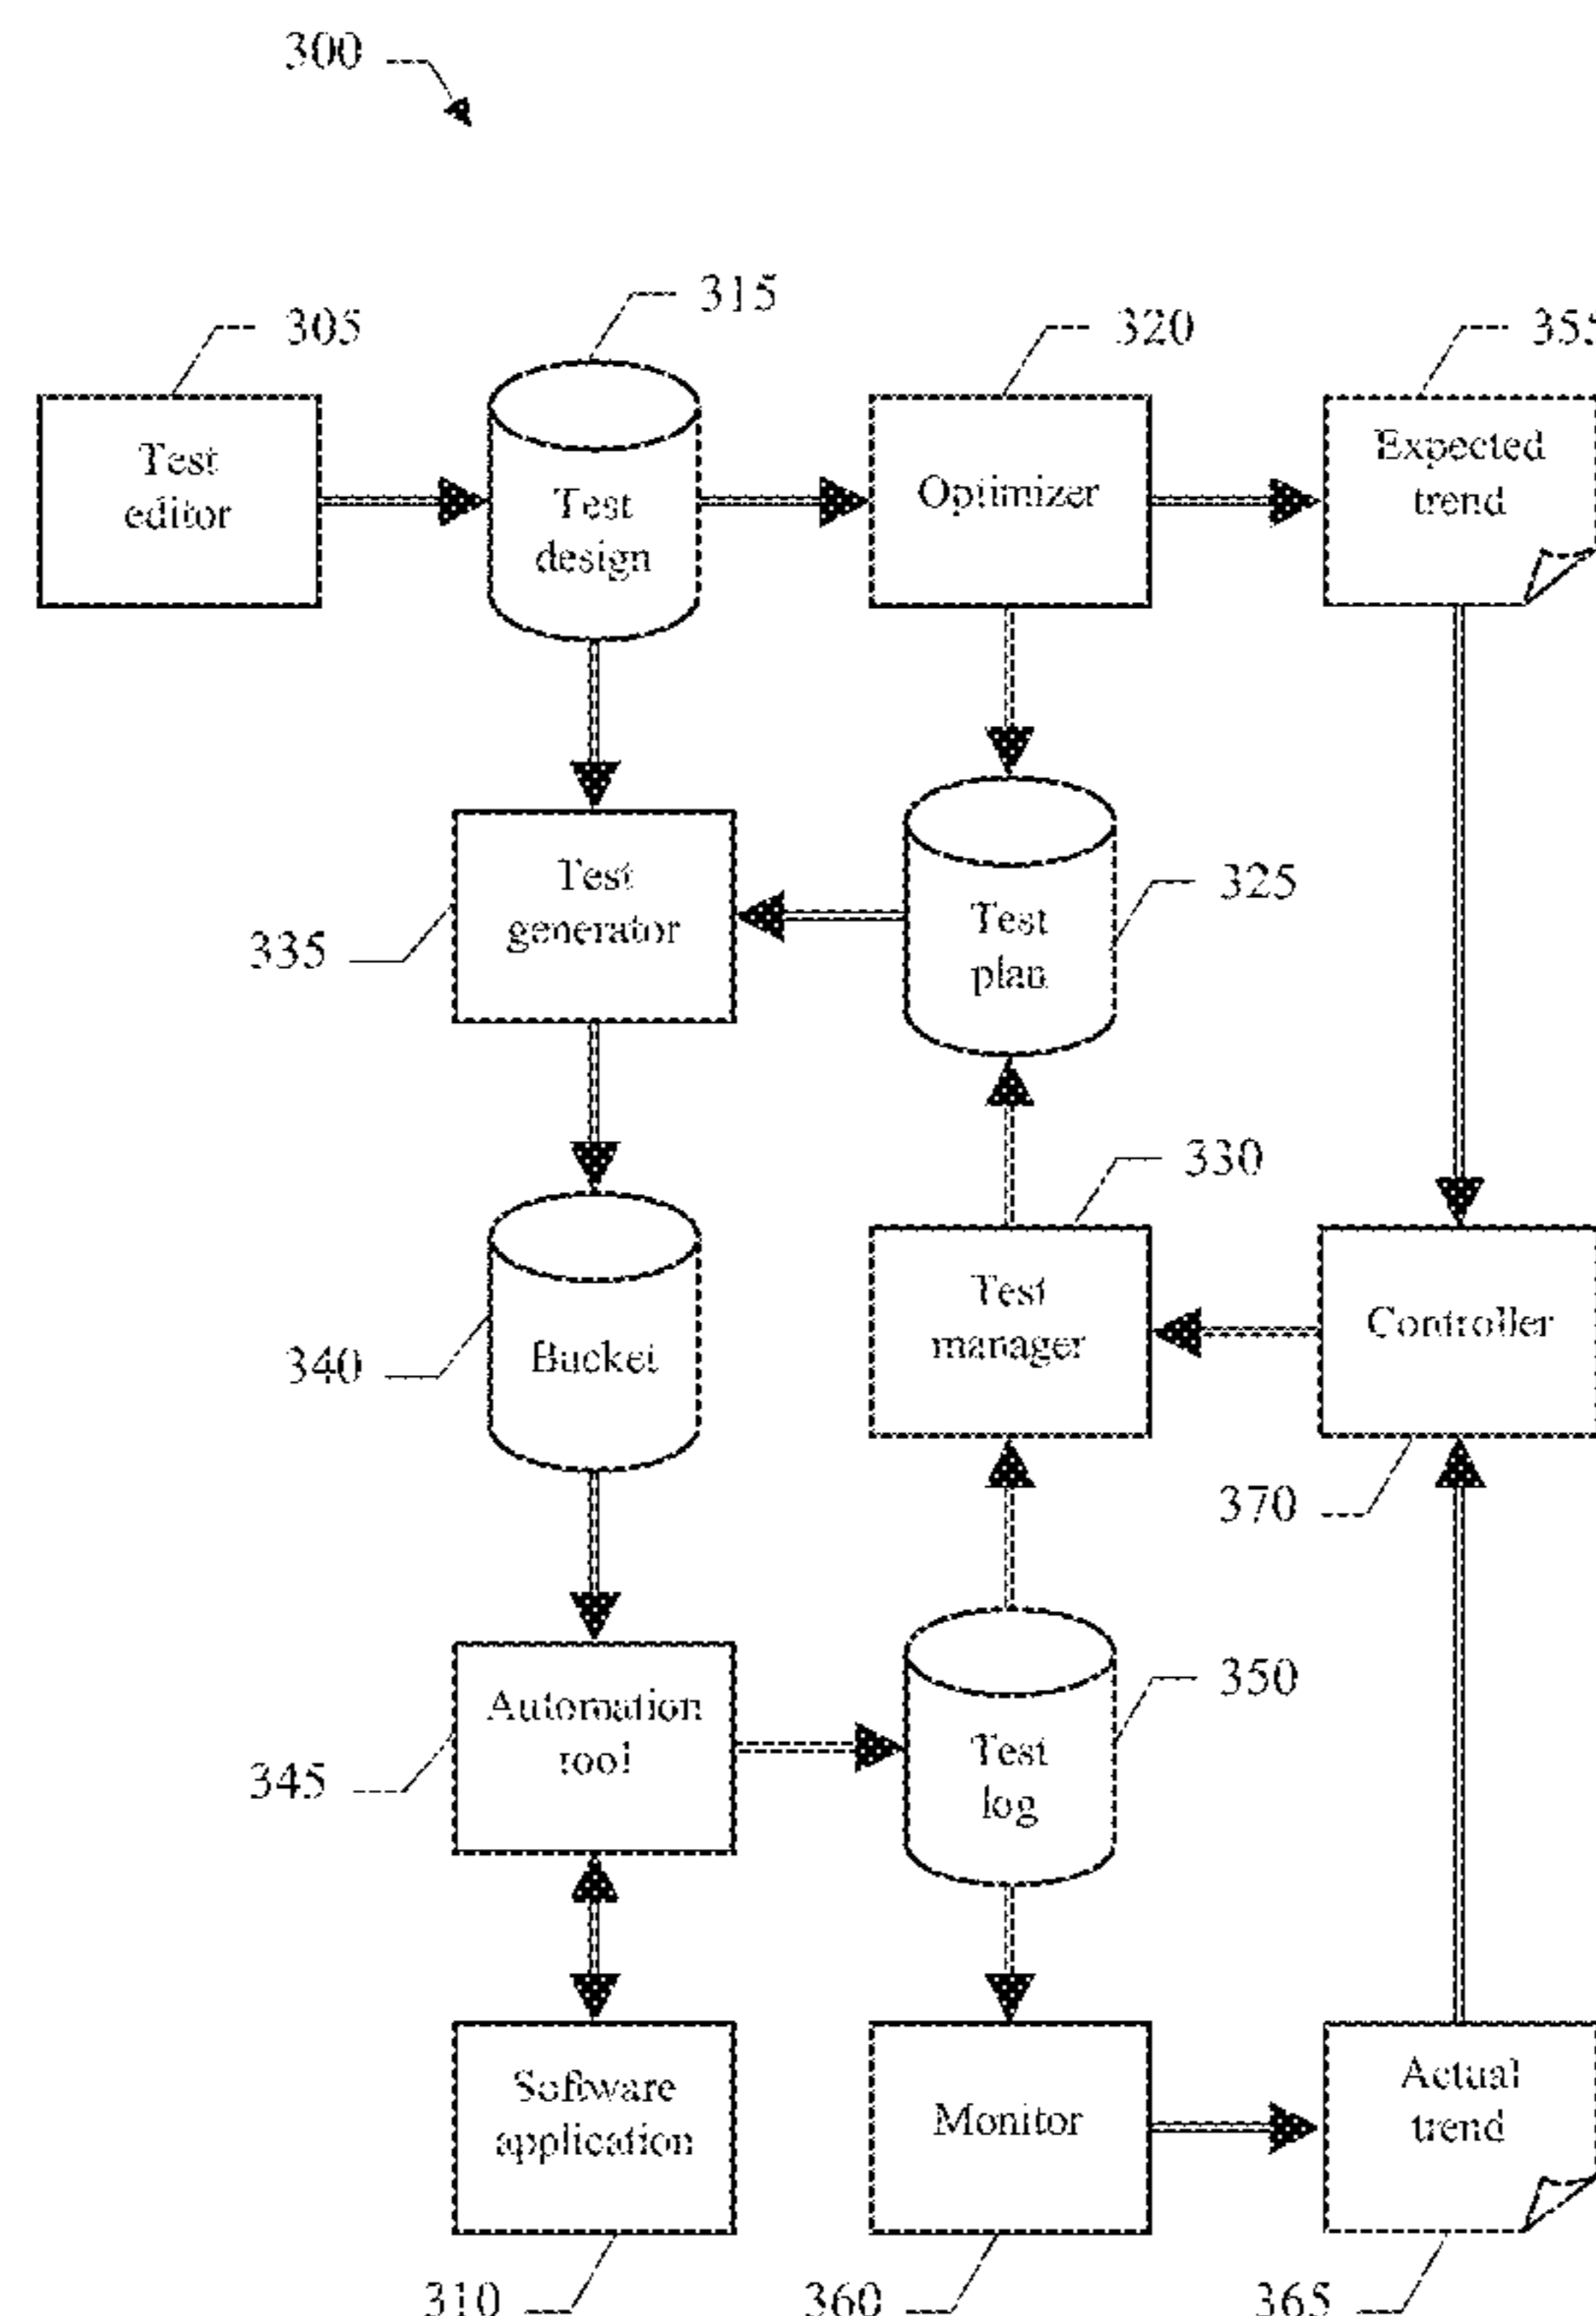 300
315
305
320
355
Test
editor
Test
design
Optimizer
Expected
trend
Test
generator
335
Test
plan
325
330
Bucket
340
Test
manager
Controller
370
Automation
tool
345
Test
log
350
Software
application
Monitor
Actual
trend
310
360
365